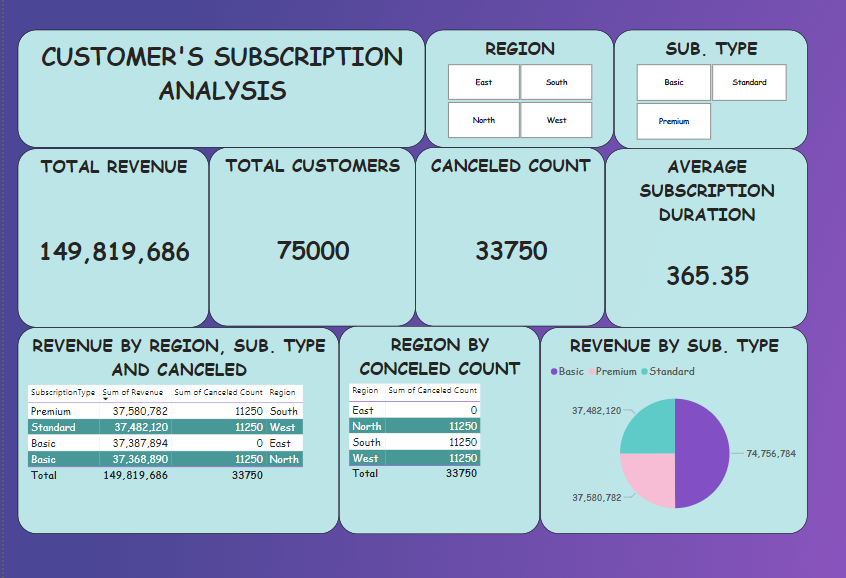 CUSTOMER'S SUBSCRIPTION
ANALYSIS
REGION
East South
North West
SUB. TYPE
Basic Standard
Premium
TOTAL REVENUE
149,819,686
TOTAL CUSTOMERS
75000
CANCELED COUNT
33750
AVERAGE
SUBSCRIPTION
DURATION
365.35
REVENUE BY REGION, SUB. TYPE
AND CANCELED
SubscriptionType Sum of Revenue Sum of Canceled Count Region
Premium 37,580,782 11250 South
Standard 37,482,120 11250 West
Basic 37,387,894 0 East
Basic 37,368,890 11250 North
Total 149,819,686 33750
REGION BY
CONCELED COUNT
Region Sum of Canceled Count
East 0
North 11250
South 11250
West 11250
Total 33750
REVENUE BY SUB. TYPE
Basic Premium Standard
37,482,120
74,756,784
37,580,782